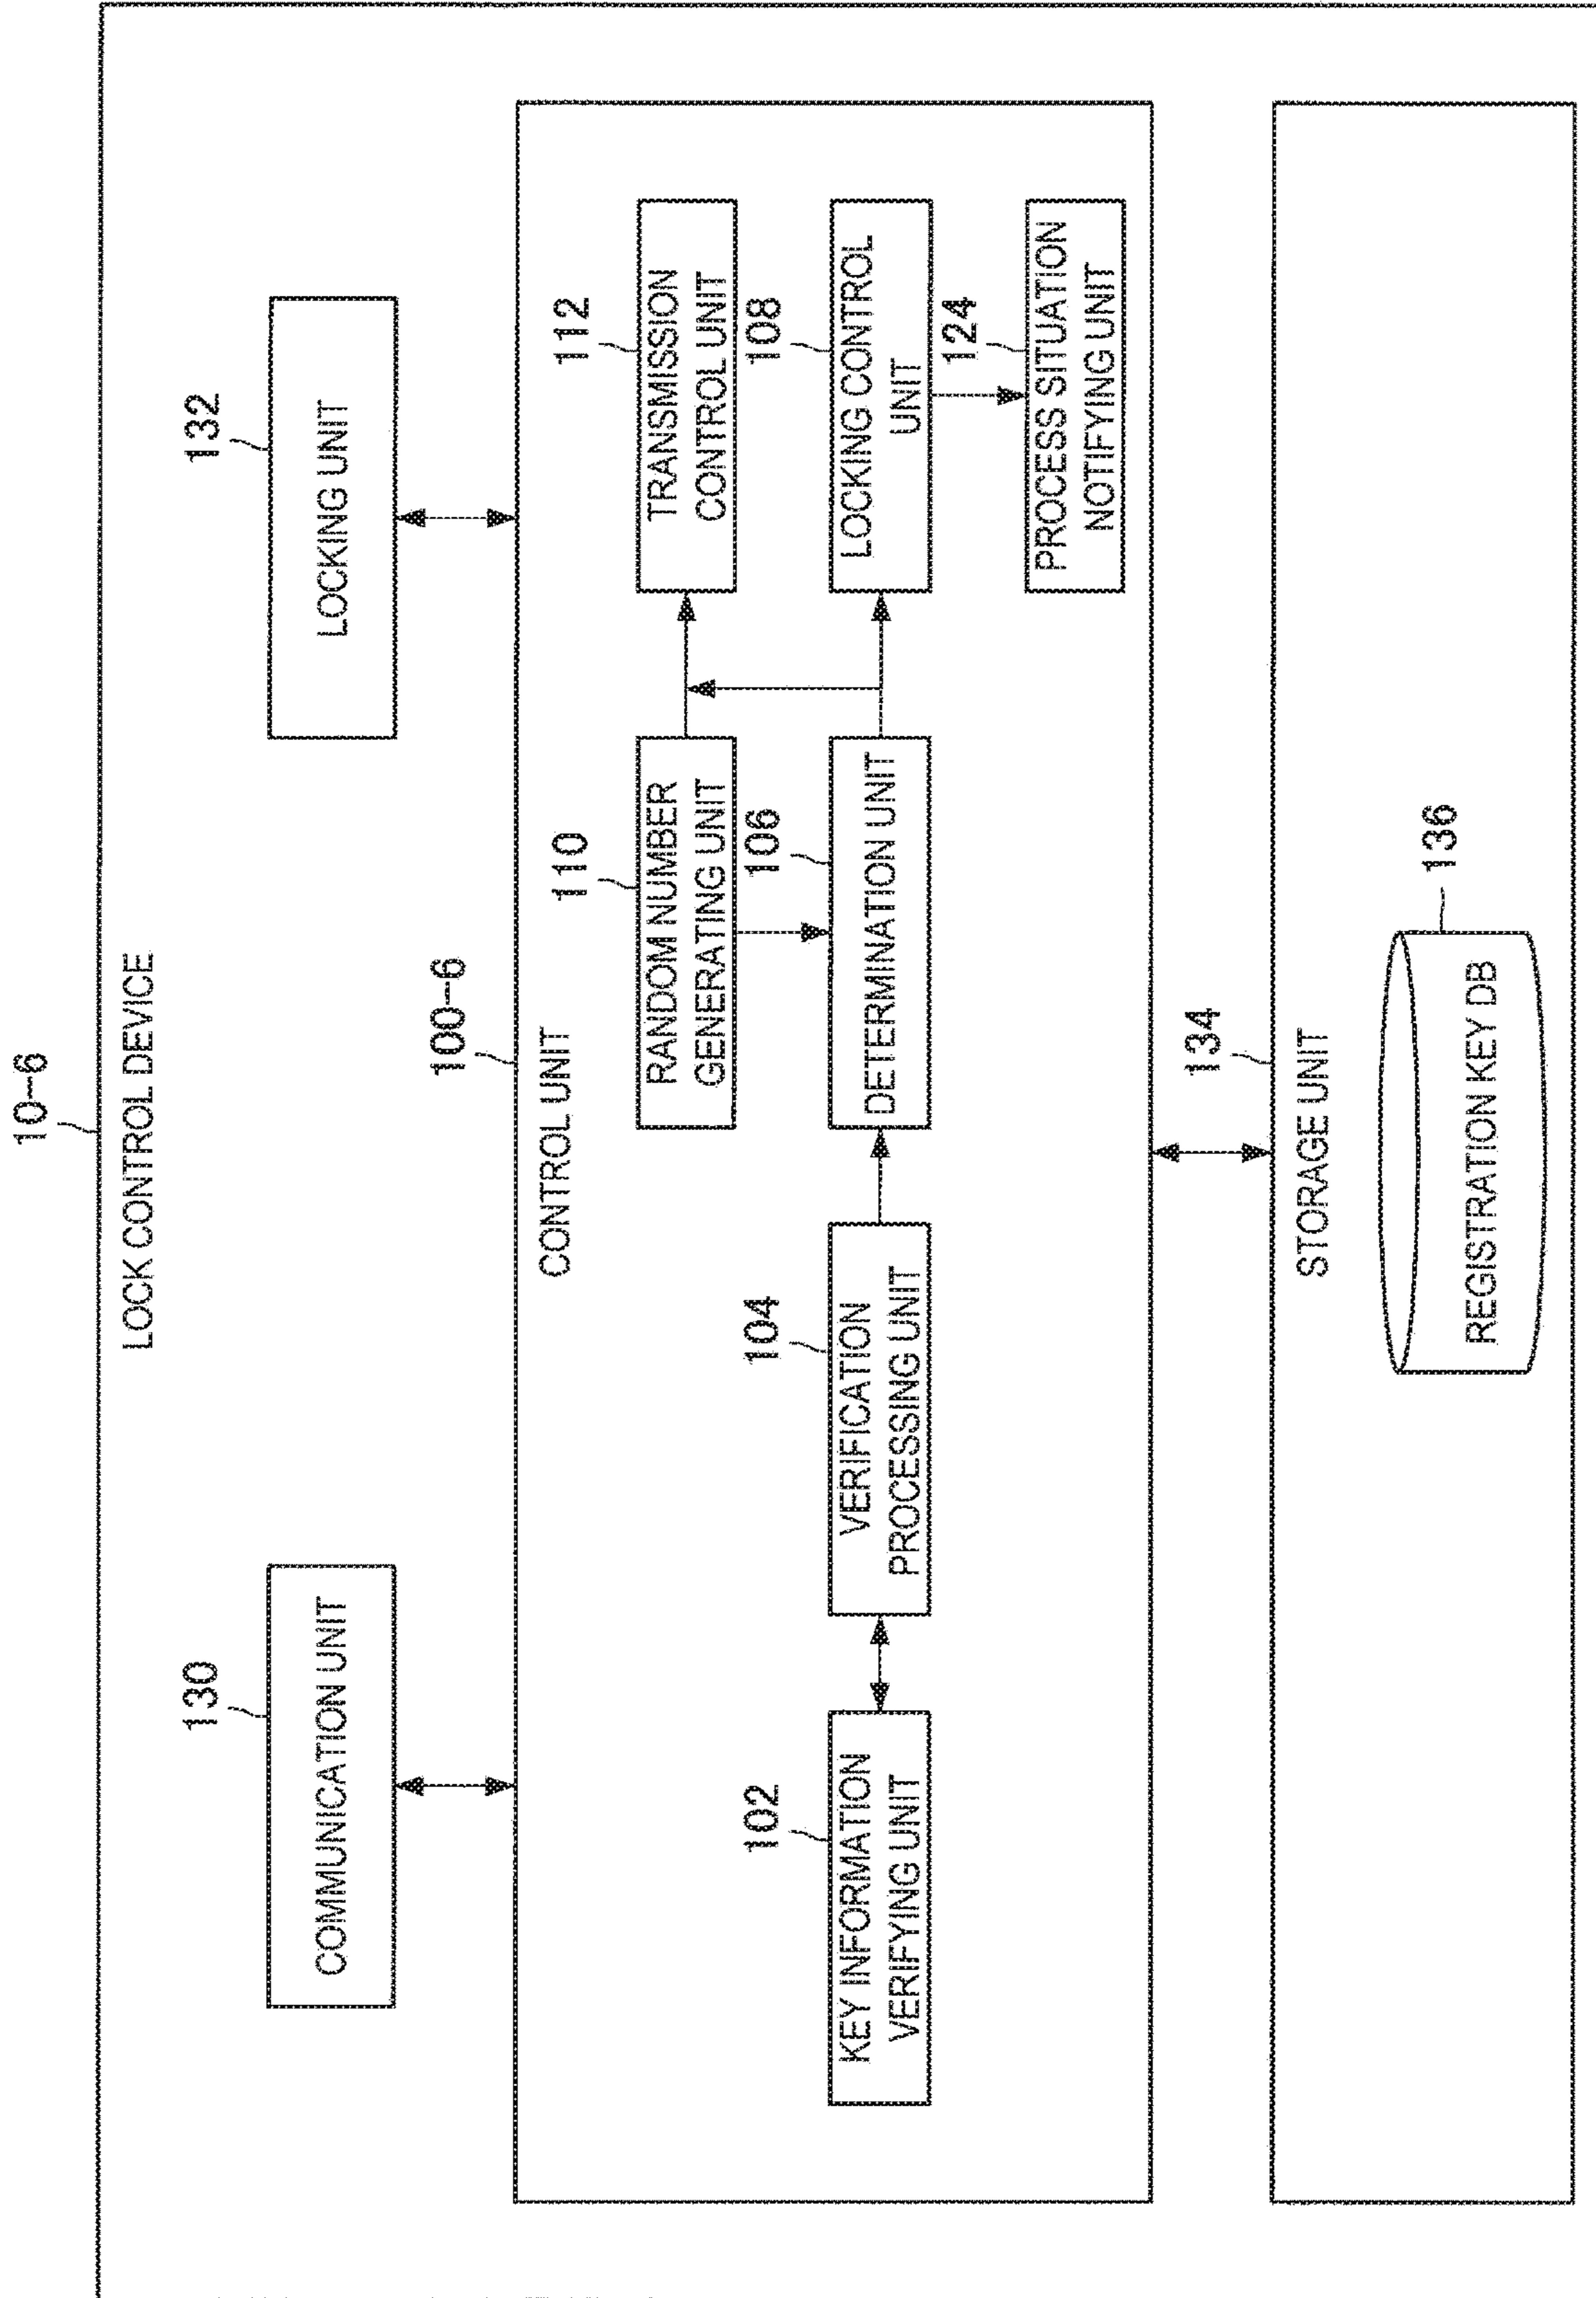 10-6
LOCK CONTROL DEVICE
130
COMMUNICATION UNIT
132
LOCKING UNIT
100-6
CONTROL UNIT
110
RANDOM NUMBER
GENERATING UNIT
112
TRANSMISSION
CONTROL UNIT
102
KEY INFORMATION
VERIFYING UNIT
104
VERIFICATION
PROCESSING UNIT
106
DETERMINATION UNIT
108
LOCKING CONTROL
UNIT
124
PROCESS SITUATION
NOTIFYING UNIT
134
STORAGE UNIT
136
REGISTRATION KEY DB